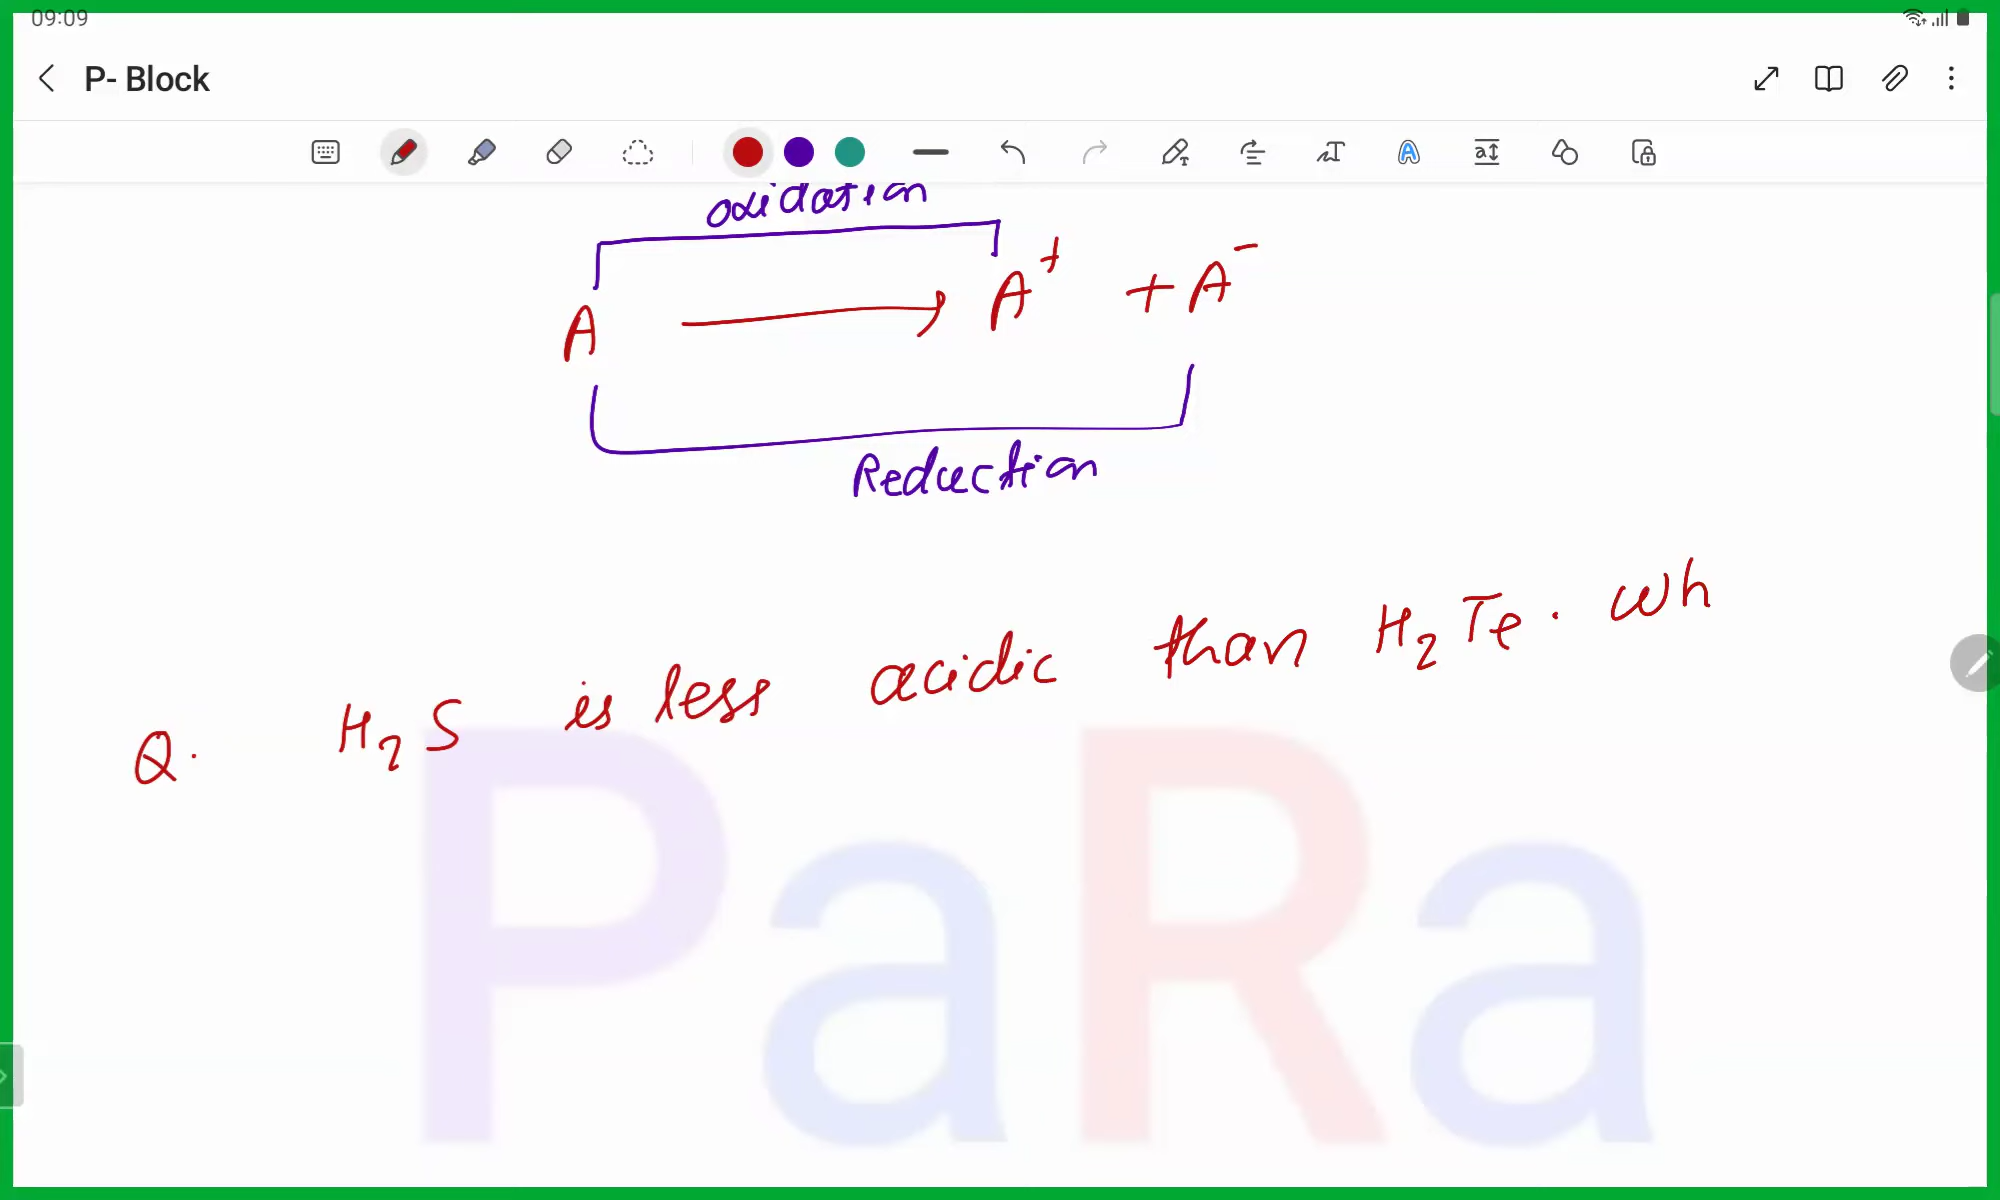 09:09
P- Block
oxidation
A → A⁺ + A⁻
Reduction
Q. H₂S is less acidic than H₂Te. Wh
PaRa